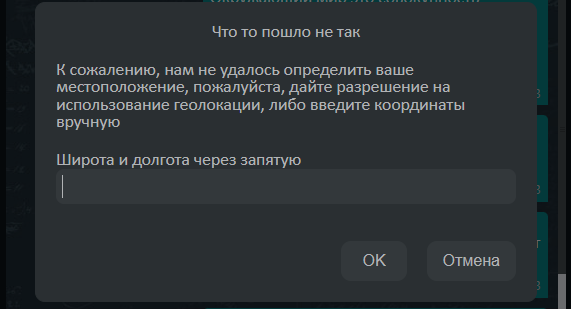 Что то пошло не так
К сожалению, нам не удалось определить ваше
местоположение, пожалуйста, дайте разрешение на
использование геолокации, либо введите координаты
вручную
Широта и долгота через запятую
OK
Отмена